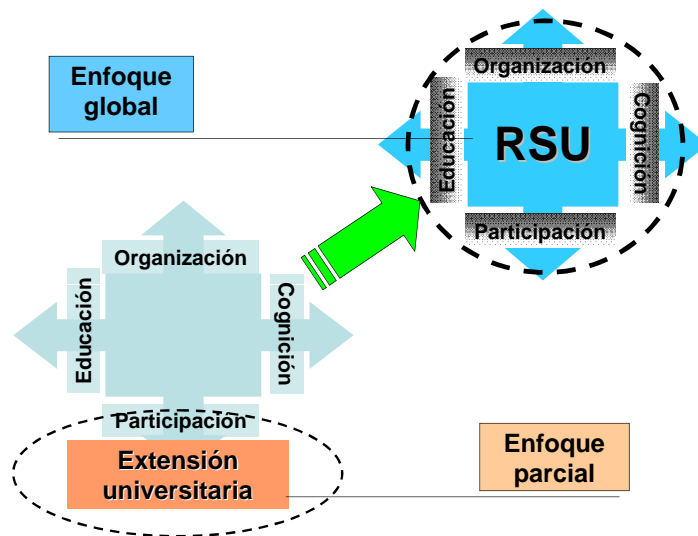 Enfoque
global
Organización
Educación
RSU
Cognición
Participación
Organización
Educación
Cognición
Participación
Extensión
universitaria
Enfoque
parcial